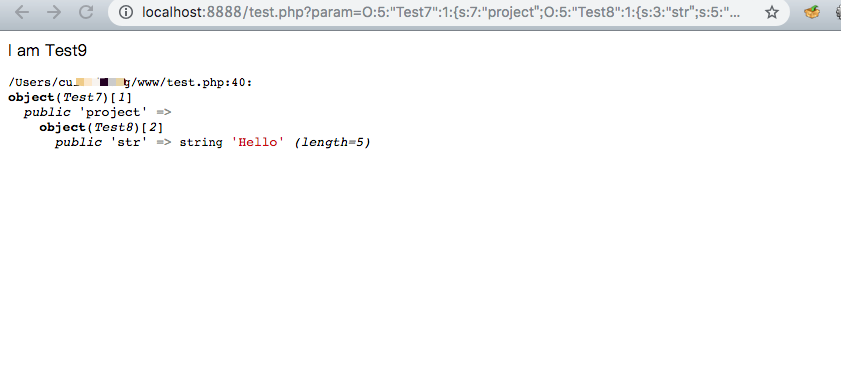 localhost:8888/test.php?param=O:5:"Test7":1:{s:7:"project";O:5:"Test8":1:{s:3:"str";s:5:"...
I am Test9
/Users/cu g/www/test.php:40:
object(Test7)[1]
public 'project' =>
object(Test8)[2]
public 'str' => string 'Hello' (length=5)